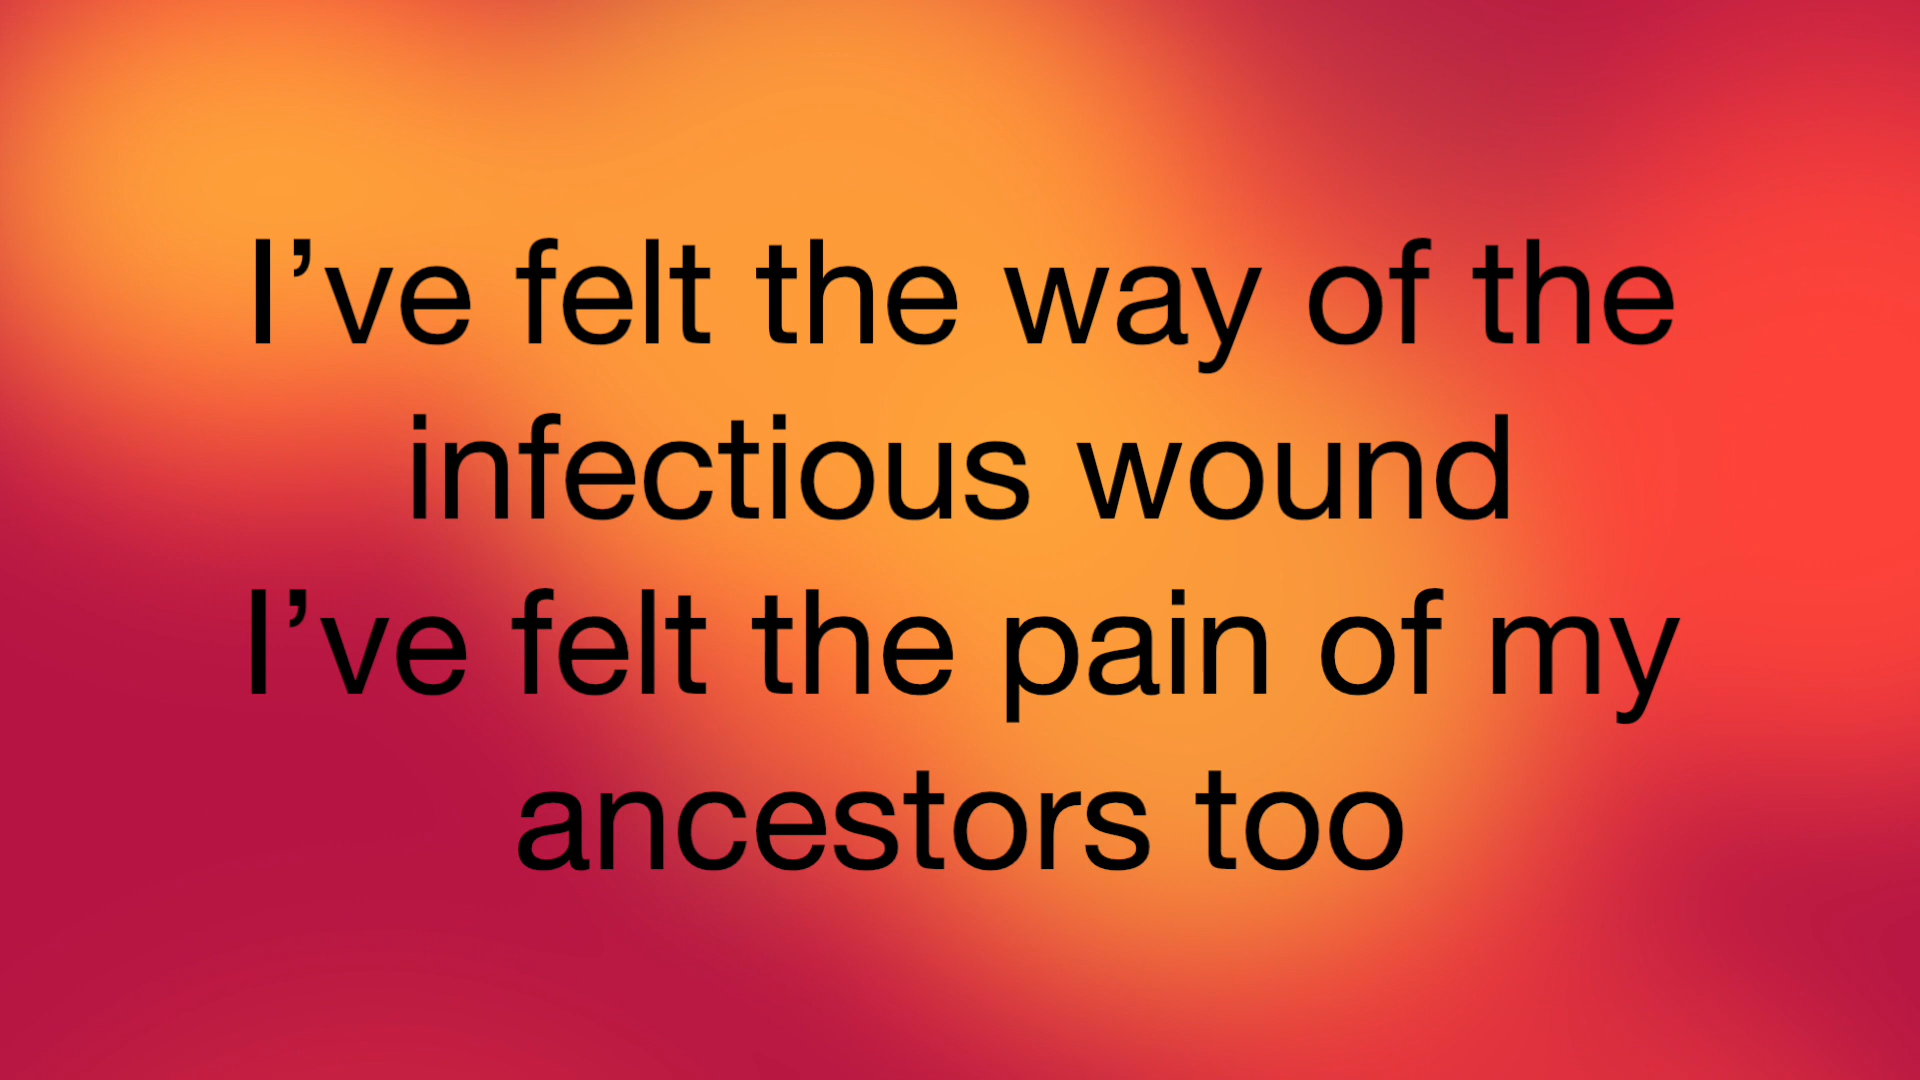 I’ve felt the way of the
infectious wound
I’ve felt the pain of my
ancestors too